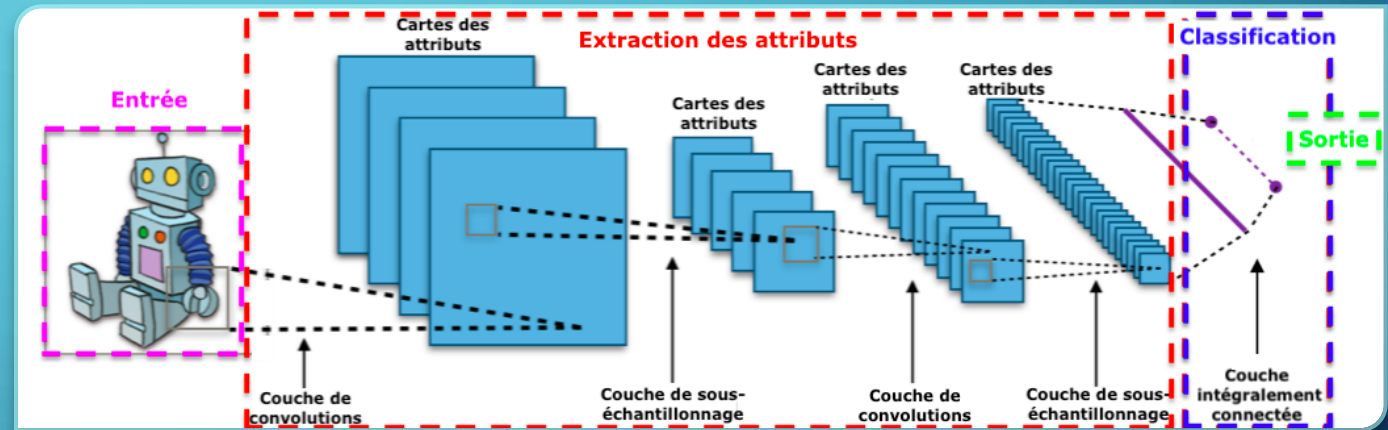 Cartes des
attributs
Extraction des attributs
Classification
Entrée
Cartes des
attributs
Cartes des
attributs
Cartes des
attributs
Sortie
Couche de
convolutions
Couche de sous-
échantillonnage
Couche de
convolutions
Couche de sous-
échantillonnage
Couche
intégralement
connectée